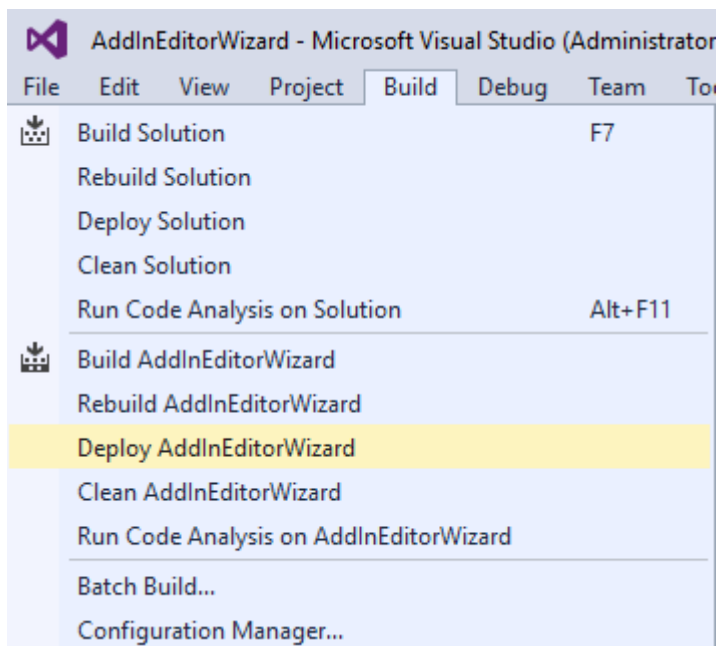 AddInEditorWizard - Microsoft Visual Studio (Administrator
File Edit View Project Build Debug Team Too
Build Solution F7
Rebuild Solution
Deploy Solution
Clean Solution
Run Code Analysis on Solution Alt+F11
Build AddInEditorWizard
Rebuild AddInEditorWizard
Deploy AddInEditorWizard
Clean AddInEditorWizard
Run Code Analysis on AddInEditorWizard
Batch Build...
Configuration Manager...